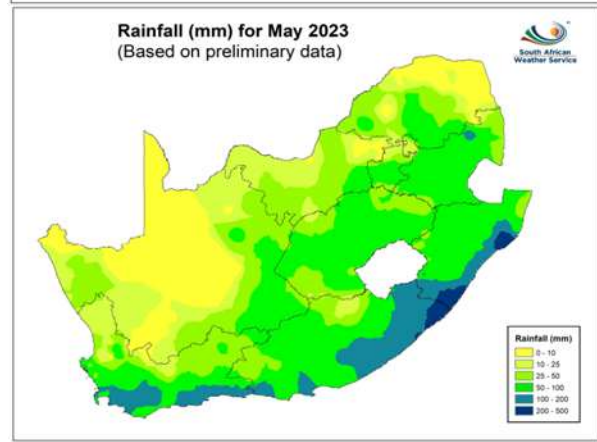 Rainfall (mm) for May 2023
(Based on preliminary data)
South African
Weather Service
Rainfall (mm)
0 - 10
10 - 25
25 - 50
50 - 100
100 - 200
200 - 500